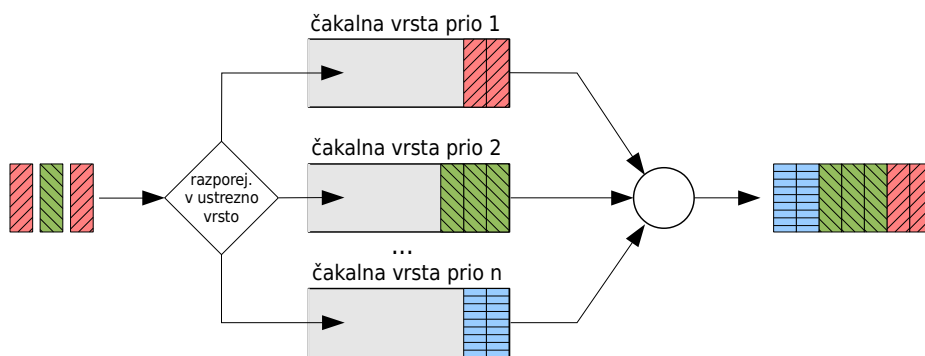 čakalna vrsta prio 1
čakalna vrsta prio 2
razporej.
v ustrezno
vrsto
...
čakalna vrsta prio n